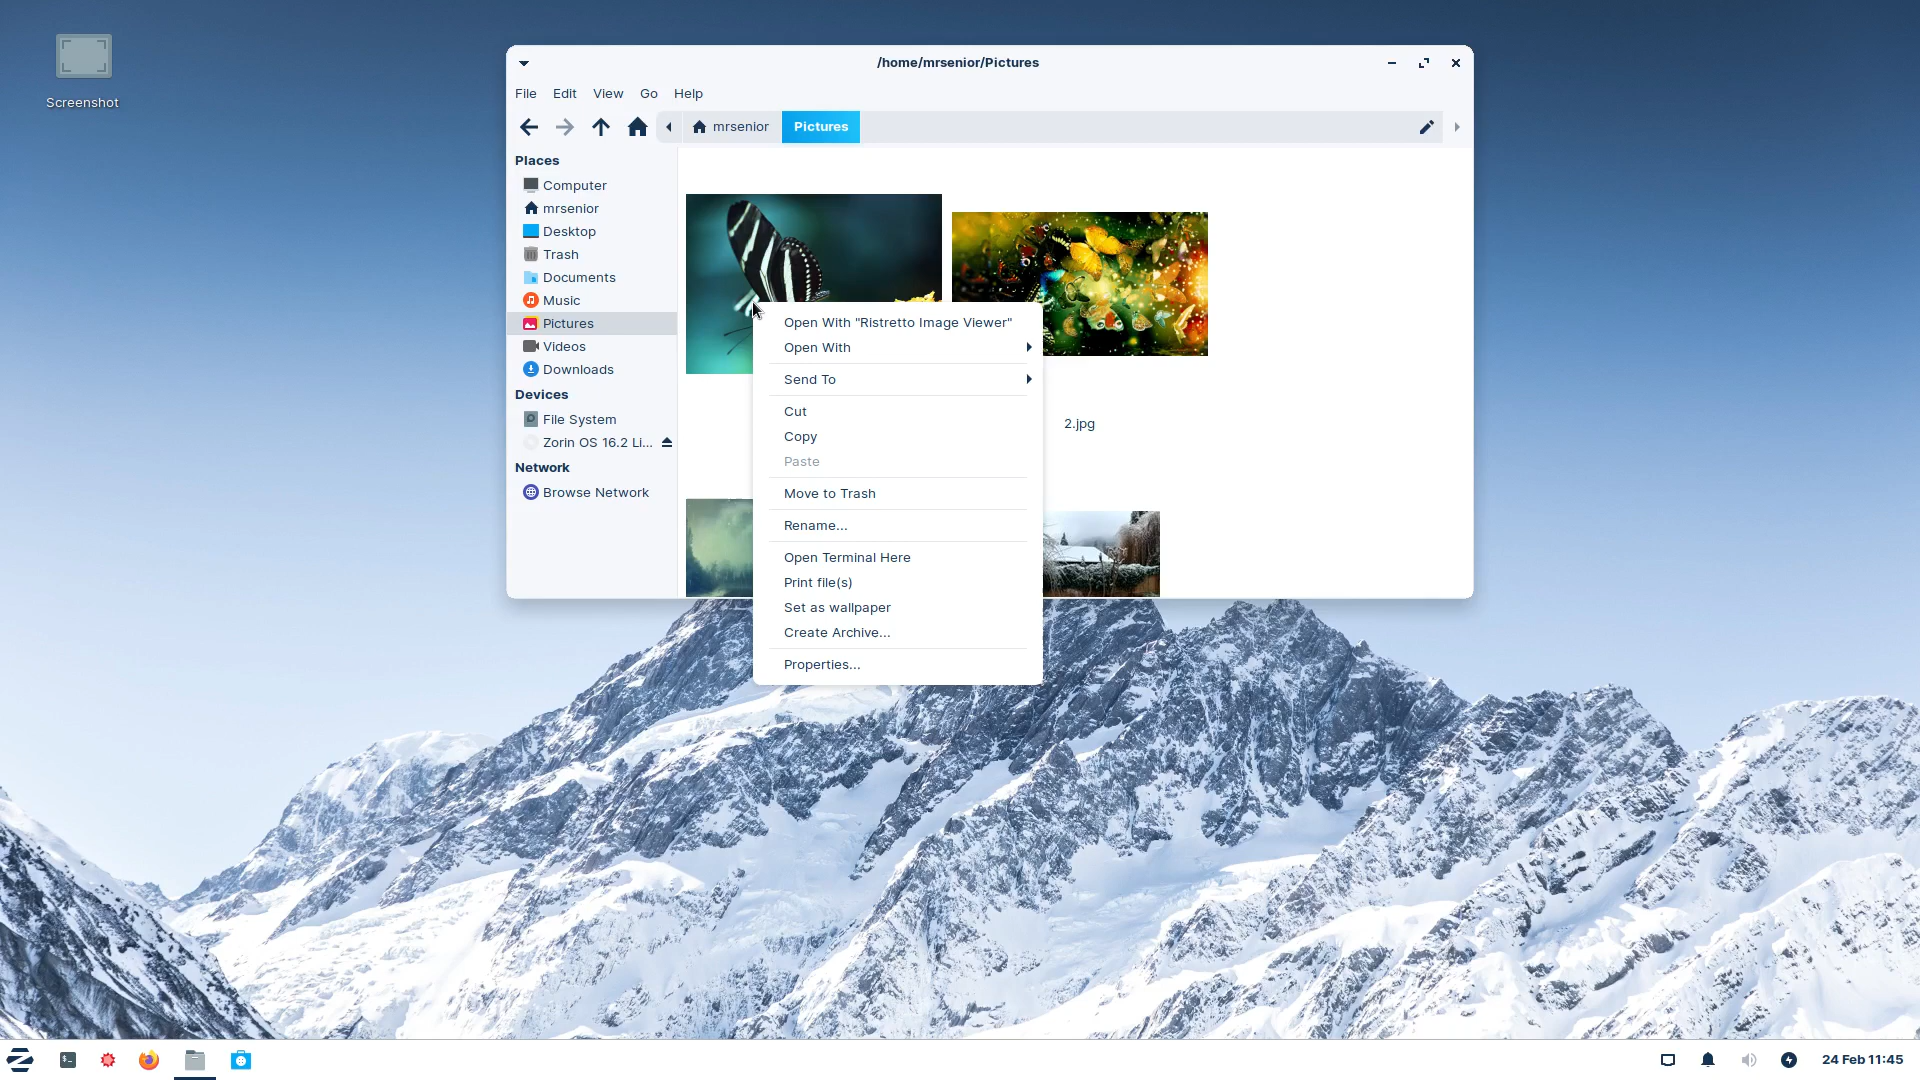 Screenshot
/home/mrsenior/Pictures
File Edit View Go Help
mrsenior Pictures
Places
Computer
mrsenior
Desktop
Trash
Documents
Music
Pictures
Videos
Downloads
Devices
File System
Zorin OS 16.2 Li...
Network
Browse Network
2.jpg
Open With "Ristretto Image Viewer"
Open With
Send To
Cut
Copy
Paste
Move to Trash
Rename...
Open Terminal Here
Print file(s)
Set as wallpaper
Create Archive...
Properties...
24 Feb 11:45